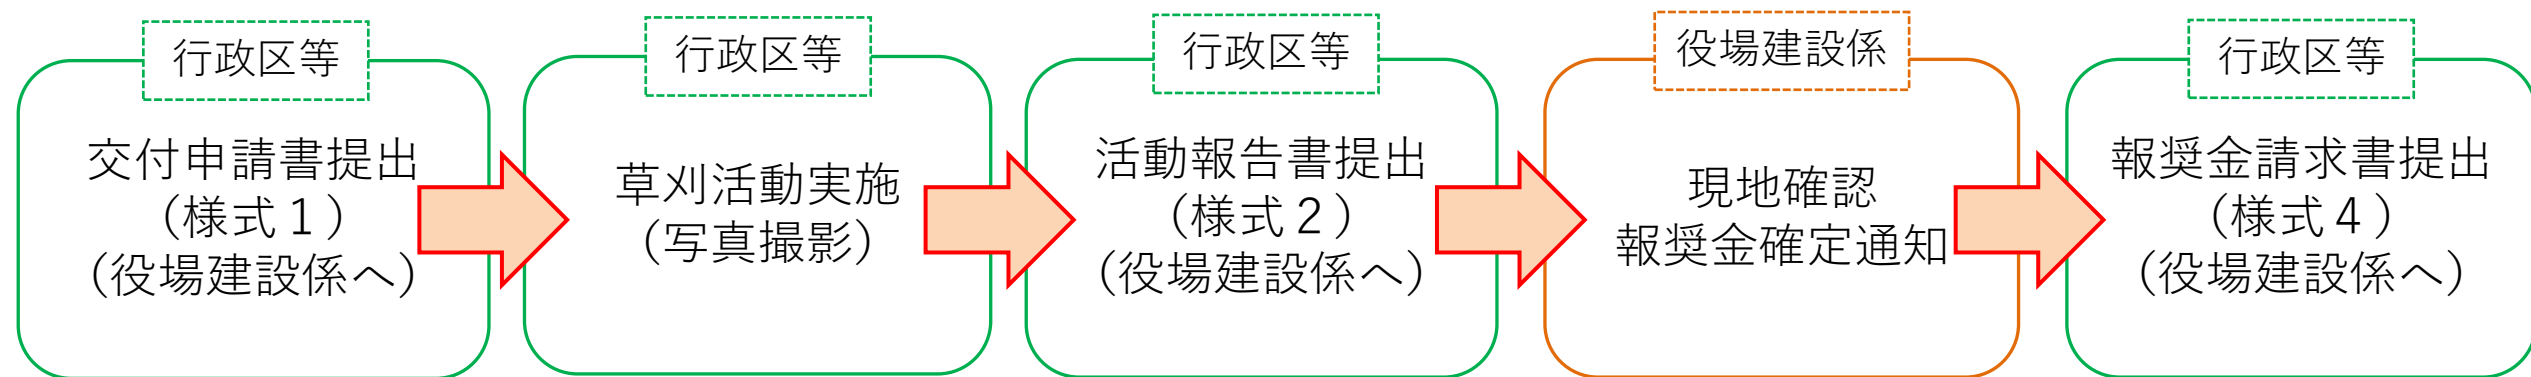 行政区等
交付申請書提出
（様式１）
（役場建設係へ）
行政区等
草刈活動実施
（写真撮影）
行政区等
活動報告書提出
（様式２）
（役場建設係へ）
役場建設係
現地確認
報奨金確定通知
行政区等
報奨金請求書提出
（様式４）
（役場建設係へ）